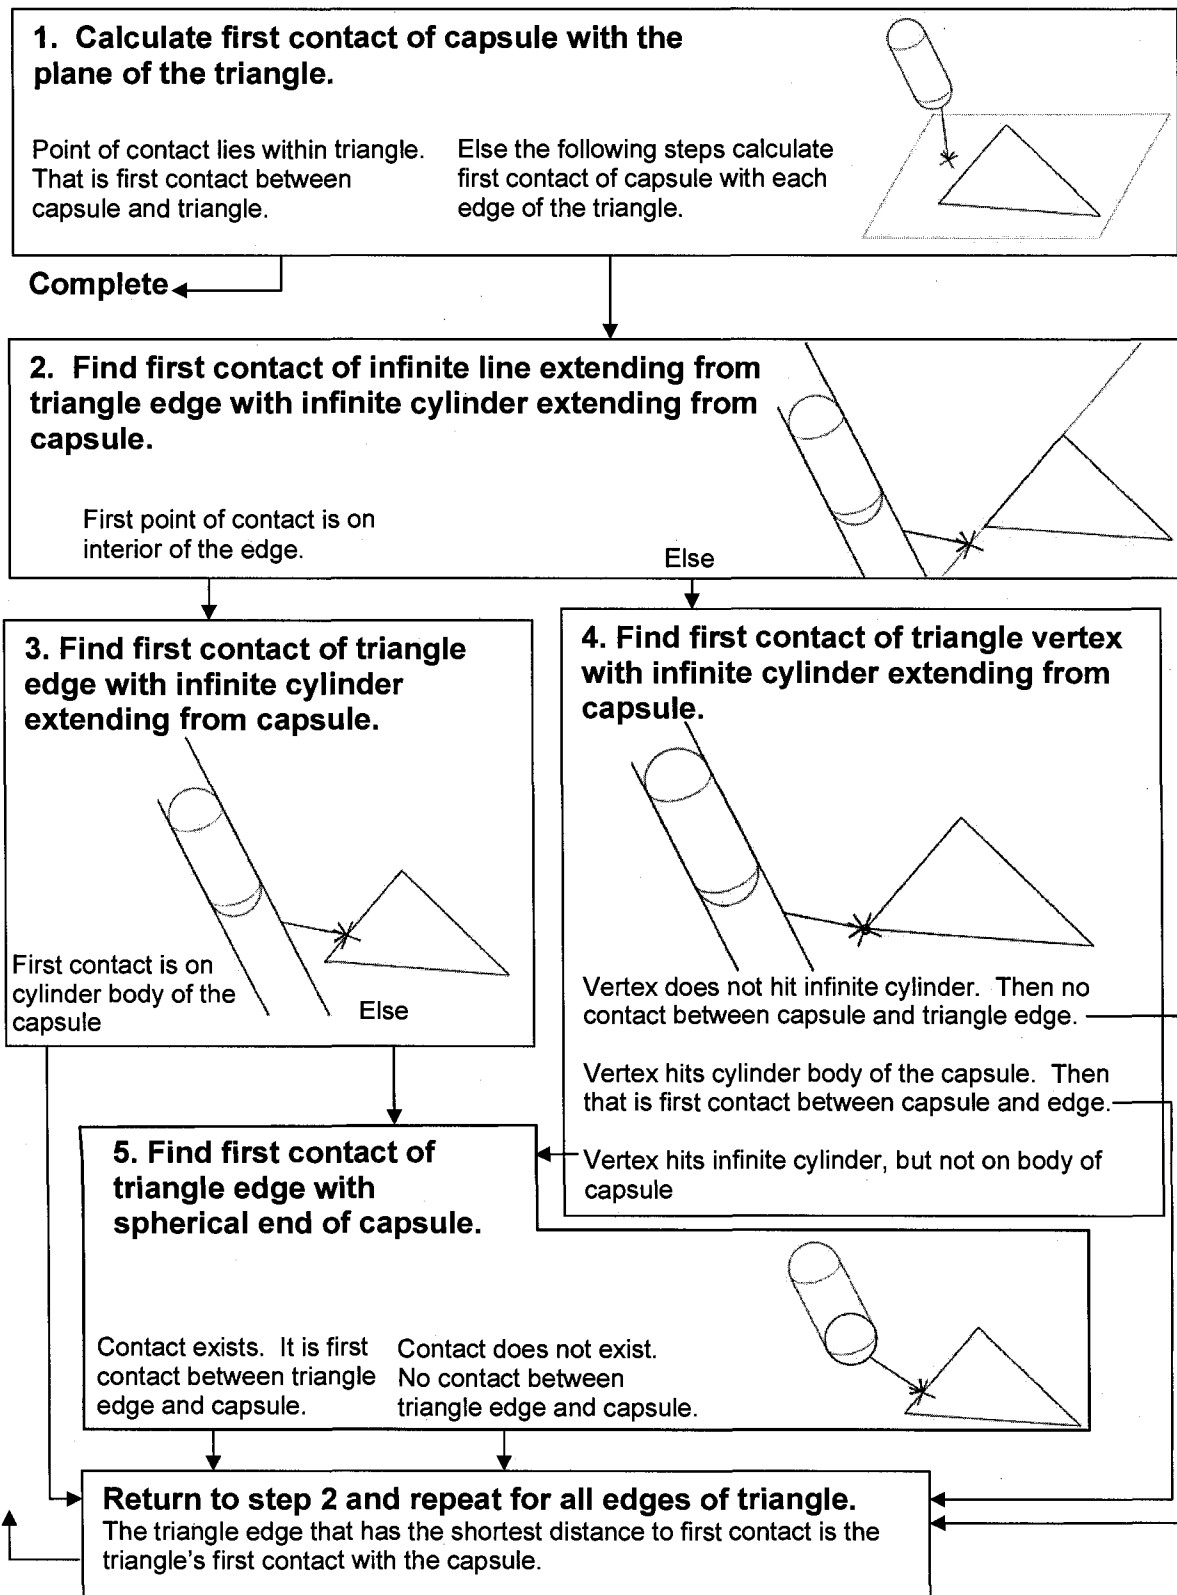 1. Calculate first contact of capsule with the
plane of the triangle.
Point of contact lies within triangle.
That is first contact between
capsule and triangle.
Else the following steps calculate
first contact of capsule with each
edge of the triangle.
Complete
2. Find first contact of infinite line extending from
triangle edge with infinite cylinder extending from
capsule.
First point of contact is on
interior of the edge.
Else
3. Find first contact of triangle
edge with infinite cylinder
extending from capsule.
First contact is on
cylinder body of the
capsule
Else
4. Find first contact of triangle vertex
with infinite cylinder extending from
capsule.
Vertex does not hit infinite cylinder. Then no
contact between capsule and triangle edge.
Vertex hits cylinder body of the capsule. Then
that is first contact between capsule and edge.
Vertex hits infinite cylinder, but not on body of
capsule
5. Find first contact of
triangle edge with
spherical end of capsule.
Contact exists. It is first
contact between triangle
edge and capsule.
Contact does not exist.
No contact between
triangle edge and capsule.
Return to step 2 and repeat for all edges of triangle.
The triangle edge that has the shortest distance to first contact is the
triangle's first contact with the capsule.